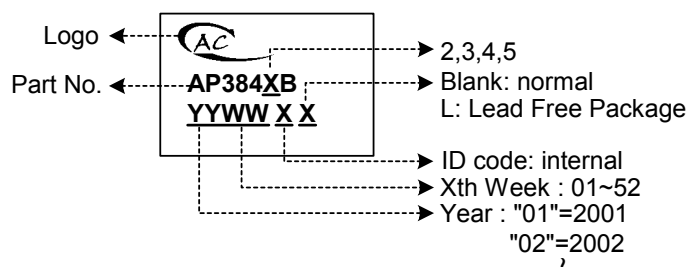 Logo
AC
2,3,4,5
Part No.
AP384XB
Blank: normal
YYWW X X
L: Lead Free Package
ID code: internal
Xth Week : 01~52
Year : "01"=2001
"02"=2002
~